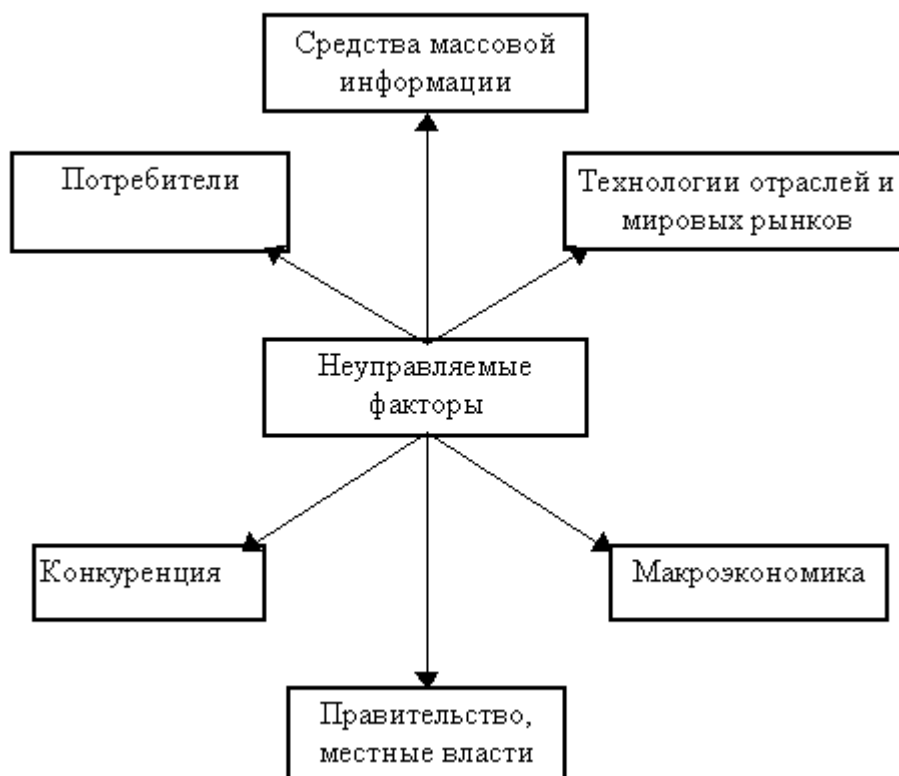 Средства массовой
информации
Потребители
Технологии отраслей и
мировых рынков
Неуправляемые
факторы
Конкуренция
Макроэкономика
Правительство,
местные власти